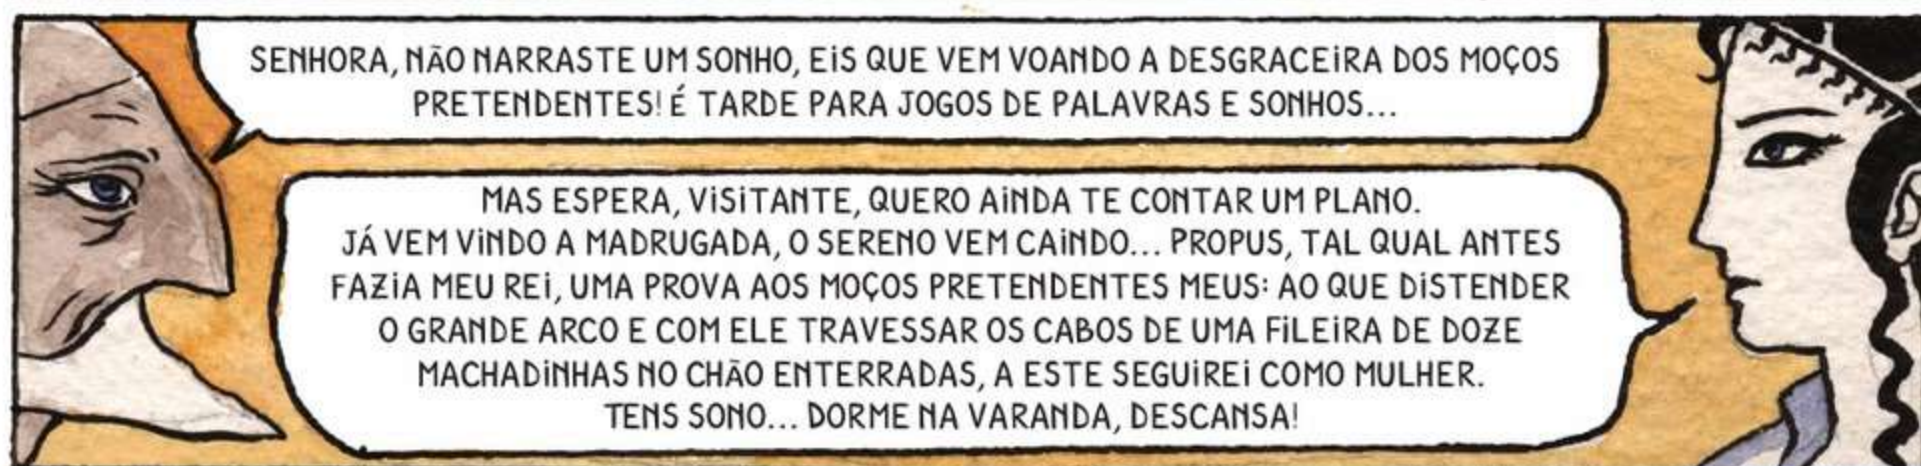 SENHORA, NÃO NARRASTE UM SONHO, EIS QUE VEM VOANDO A DESGRACEIRA DOS MOÇOS
PRETENDENTES! É TARDE PARA JOGOS DE PALAVRAS E SONHOS...
MAS ESPERA, VISITANTE, QUERO AINDA TE CONTAR UM PLANO.
JÁ VEM VINDO A MADRUGADA, O SERENO VEM CAINDO... PROPUS, TAL QUAL ANTES
FAZIA MEU REI, UMA PROVA AOS MOÇOS PRETENDENTES MEUS: AO QUE DISTENDER
O GRANDE ARCO E COM ELE TRAVESSAR OS CABOS DE UMA FILEIRA DE DOZE
MACHADINHAS NO CHÃO ENTERRADAS, A ESTE SEGUIREI COMO MULHER.
TENS SONO... DORME NA VARANDA, DESCANSA!